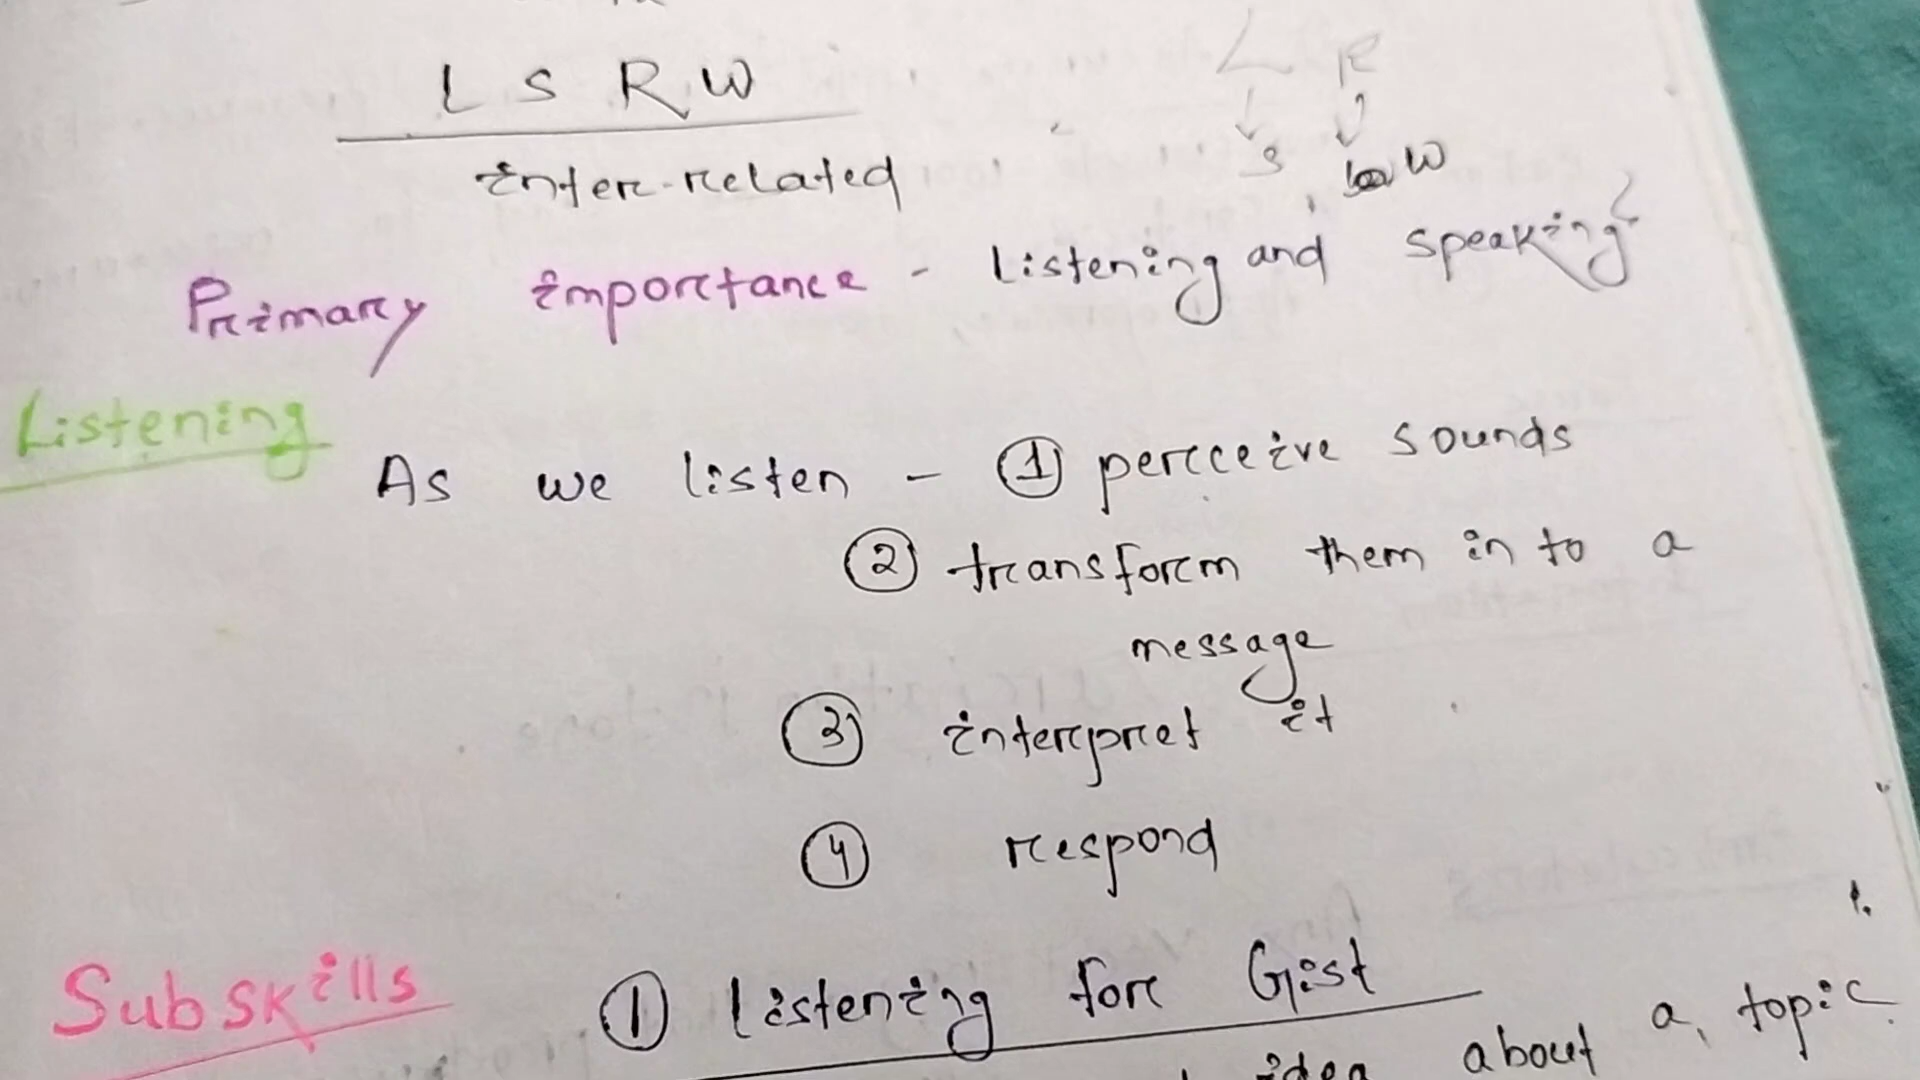 L S R W
L R
inter-related
S W
Primary importance - Listening and speaking
Listening
As we listen - ① perceive sounds
② transform them in to a
message
③ interpret it
④ respond
Subskills ① Listening for Gist
idea about a topic